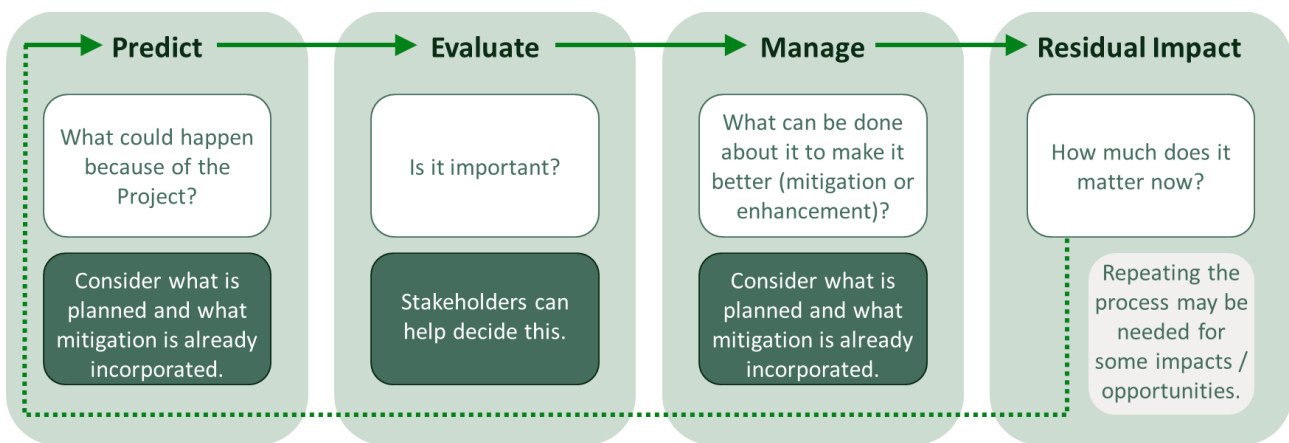 Predict
What could happen
because of the
Project?
Consider what is
planned and what
mitigation is already
incorporated.
Evaluate
Is it important?
Stakeholders can
help decide this.
Manage
What can be done
about it to make it
better (mitigation or
enhancement)?
Consider what is
planned and what
mitigation is already
incorporated.
Residual Impact
How much does it
matter now?
Repeating the
process may be
needed for
some impacts /
opportunities.